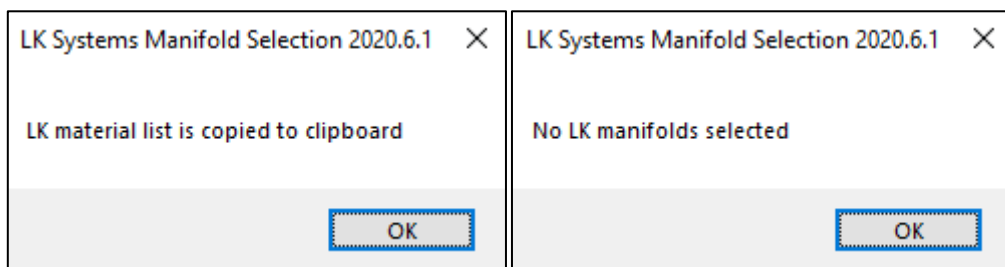 LK Systems Manifold Selection 2020.6.1
LK material list is copied to clipboard
OK
LK Systems Manifold Selection 2020.6.1
No LK manifolds selected
OK